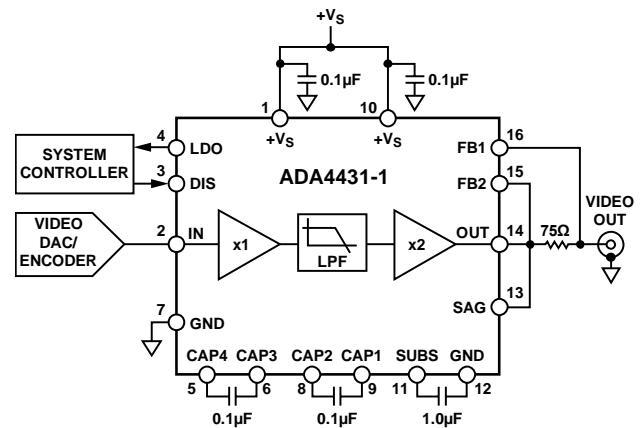 +VS
0.1µF
0.1µF
1
10
+VS
+VS
16
4
LDO
FB1
SYSTEM
CONTROLLER
3
DIS
ADA4431-1
15
FB2
VIDEO
OUT
VIDEO
DAC/
ENCODER
2
IN
x1
LPF
x2
OUT
14
75Ω
13
SAG
7
GND
CAP4
CAP3
CAP2
CAP1
SUBS
GND
5
6
8
9
11
12
0.1µF
0.1µF
1.0µF